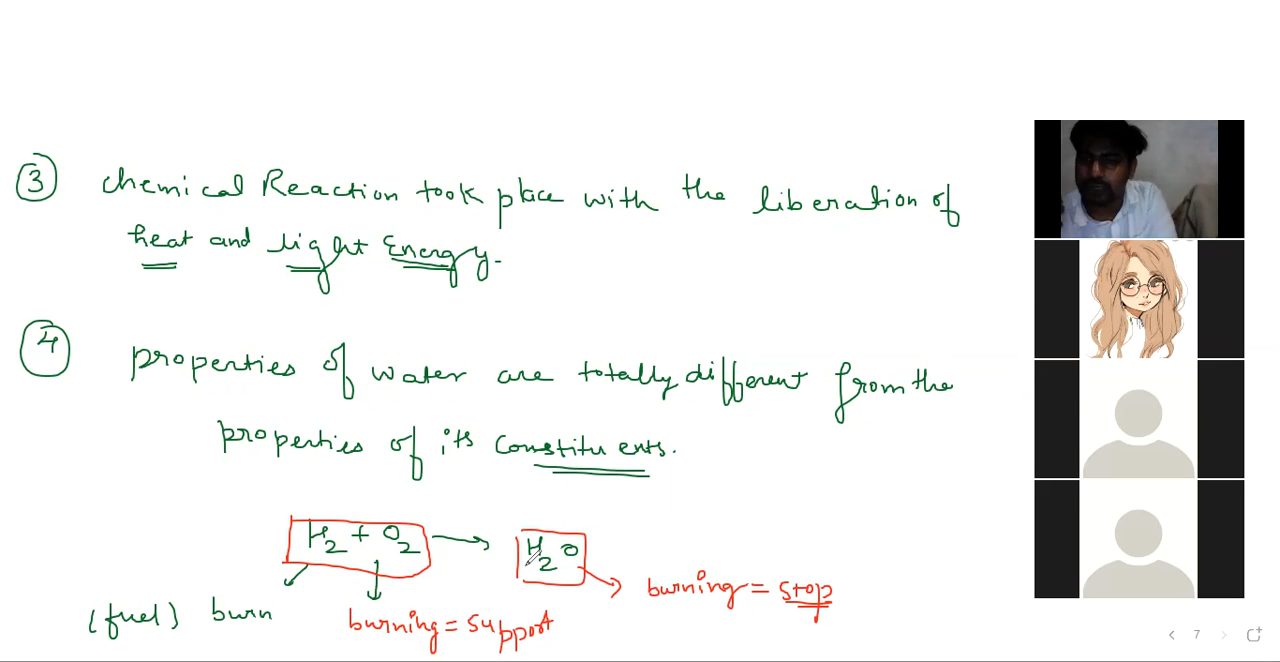 3 chemical Reaction took place with the liberation of
heat and light Energy.
4 properties of water are totally different from the
properties of its constituents.
H2 + O2 → H2O
burning = stop
(fuel) burn burning = support
7